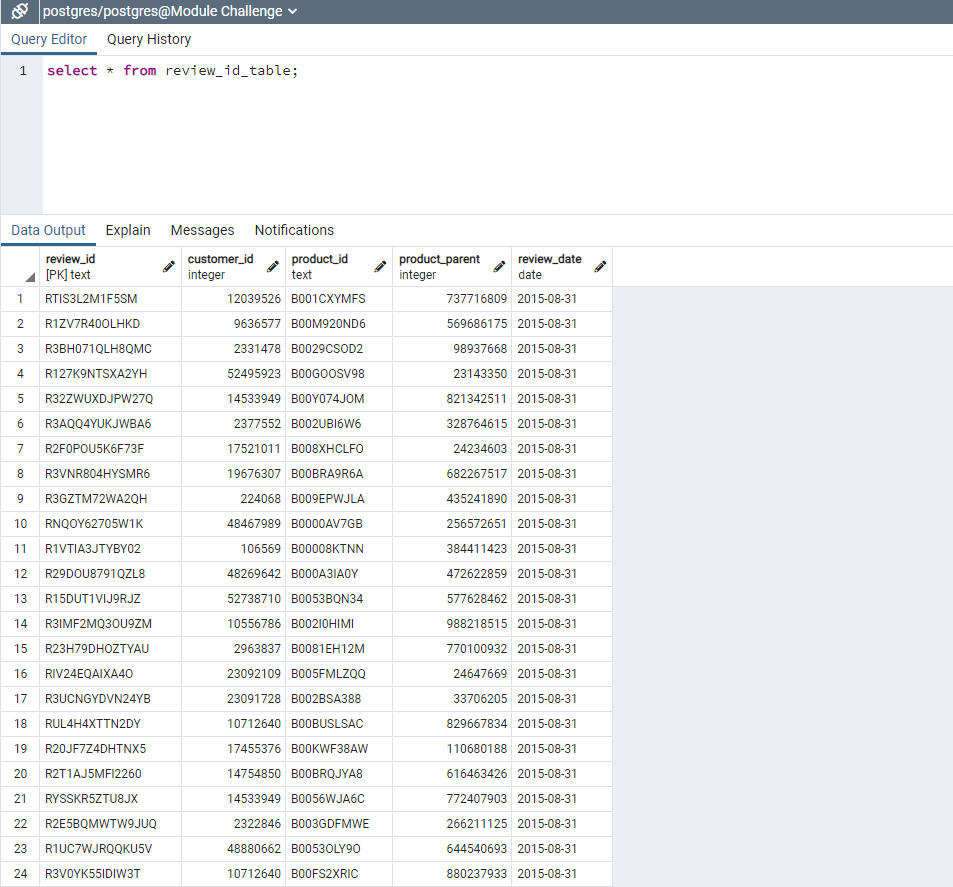 postgres/postgres@Module Challenge
Query Editor Query History
1 select * from review_id_table;
Data Output Explain Messages Notifications
review_id customer_id product_id product_parent review_date
[PK] text integer text integer date
1 RTIS3L2M1F5SM 12039526 B001CXYMFS 737716809 2015-08-31
2 R1ZV7R40OLHKD 9636577 B00M920ND6 569686175 2015-08-31
3 R3BH071QLH8QMC 2331478 B0029CSOD2 98937668 2015-08-31
4 R127K9NTSXA2YH 52495923 B00GOOSV98 23143350 2015-08-31
5 R32ZWUXDJPW27Q 14533949 B00Y074JOM 821342511 2015-08-31
6 R3AQQ4YUKJWBA6 2377552 B002UBI6W6 328764615 2015-08-31
7 R2F0POU5K6F73F 17521011 B008XHCLFO 24234603 2015-08-31
8 R3VNR804HYSMR6 19676307 B00BRA9R6A 682267517 2015-08-31
9 R3GZTM72WA2QH 224068 B009EPWJLA 435241890 2015-08-31
10 RNQOY62705W1K 48467989 B0000AV7GB 256572651 2015-08-31
11 R1VTIA3JTYBY02 106569 B00008KTNN 384411423 2015-08-31
12 R29DOU8791QZL8 48269642 B000A3IA0Y 472622859 2015-08-31
13 R15DUT1VIJ9RJZ 52738710 B0053BQN34 577628462 2015-08-31
14 R3IMF2MQ3OU9ZM 10556786 B002I0HIMI 988218515 2015-08-31
15 R23H79DHOZTYAU 2963837 B0081EH12M 770100932 2015-08-31
16 RIV24EQAIXA4O 23092109 B005FMLZQQ 24647669 2015-08-31
17 R3UCNGYDVN24YB 23091728 B002BSA388 33706205 2015-08-31
18 RUL4H4XTTN2DY 10712640 B00BUSLSAC 829667834 2015-08-31
19 R20JF7Z4DHTNX5 17455376 B00KWF38AW 110680188 2015-08-31
20 R2T1AJ5MFI2260 14754850 B00BRQJYA8 616463426 2015-08-31
21 RYSSKR5ZTU8JX 14533949 B0056WJA6C 772407903 2015-08-31
22 R2E5BQMWTW9JUQ 2322846 B003GDFMWE 266211125 2015-08-31
23 R1UC7WJRQQKU5V 48880662 B0053OLY9O 644540693 2015-08-31
24 R3V0YK55IDIW3T 10712640 B00FS2XRIC 880237933 2015-08-31